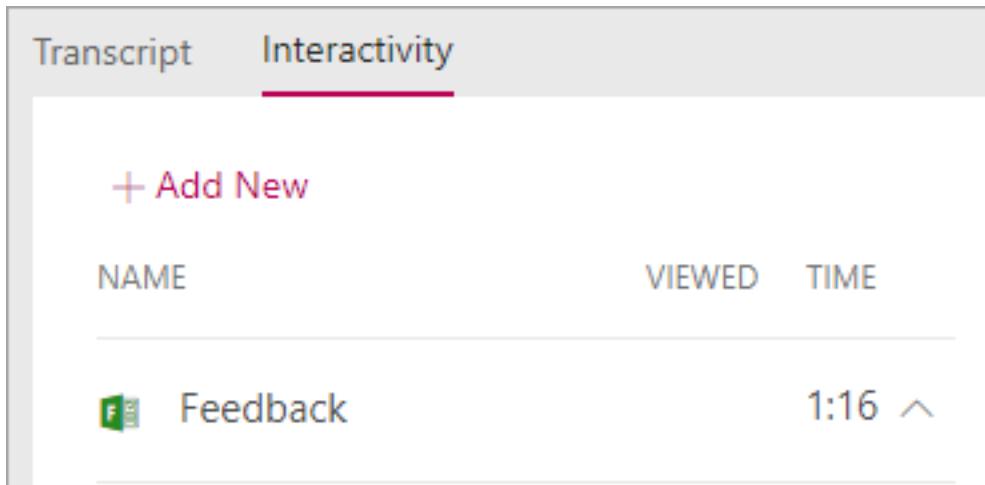 Transcript Interactivity
+ Add New
NAME VIEWED TIME
F Feedback 1:16